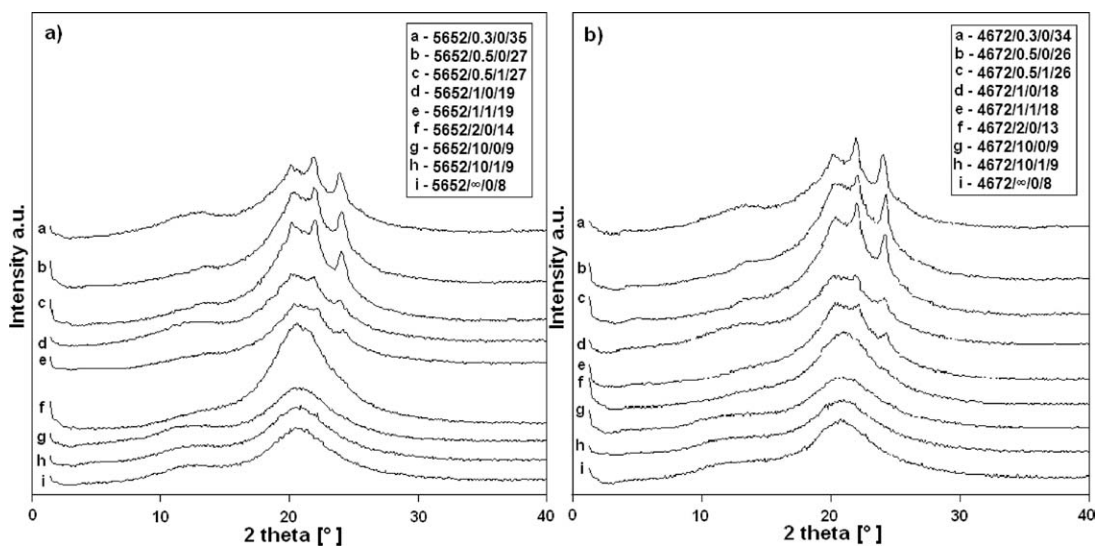 a)
a - 5652/0.3/0/35
b - 5652/0.5/0/27
c - 5652/0.5/1/27
d - 5652/1/0/19
e - 5652/1/1/19
f - 5652/2/0/14
g - 5652/10/0/9
h - 5652/10/1/9
i - 5652/∞/0/8
Intensity a.u.
a
b
c
d
e
f
g
h
i
0 10 20 30 40
2 theta [° ]
b)
a - 4672/0.3/0/34
b - 4672/0.5/0/26
c - 4672/0.5/1/26
d - 4672/1/0/18
e - 4672/1/1/18
f - 4672/2/0/13
g - 4672/10/0/9
h - 4672/10/1/9
i - 4672/∞/0/8
Intensity a.u.
a
b
c
d
e
f
g
h
i
0 10 20 30 40
2 theta [° ]